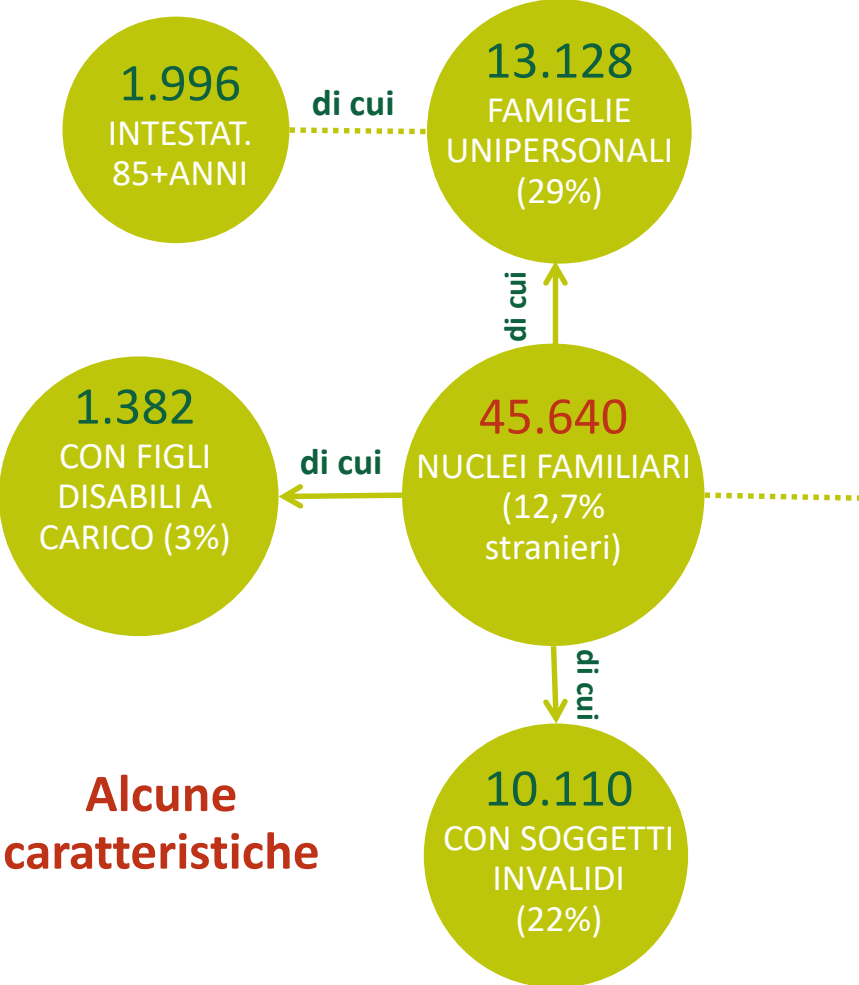 1.996
INTESTAT.
85+ANNI
di cui
13.128
FAMIGLIE
UNIPERSONALI
(29%)
di cui
1.382
CON FIGLI
DISABILI A
CARICO (3%)
di cui
45.640
NUCLEI FAMILIARI
(12,7%
stranieri)
di cui
10.110
CON SOGGETTI
INVALIDI
(22%)
Alcune
caratteristiche